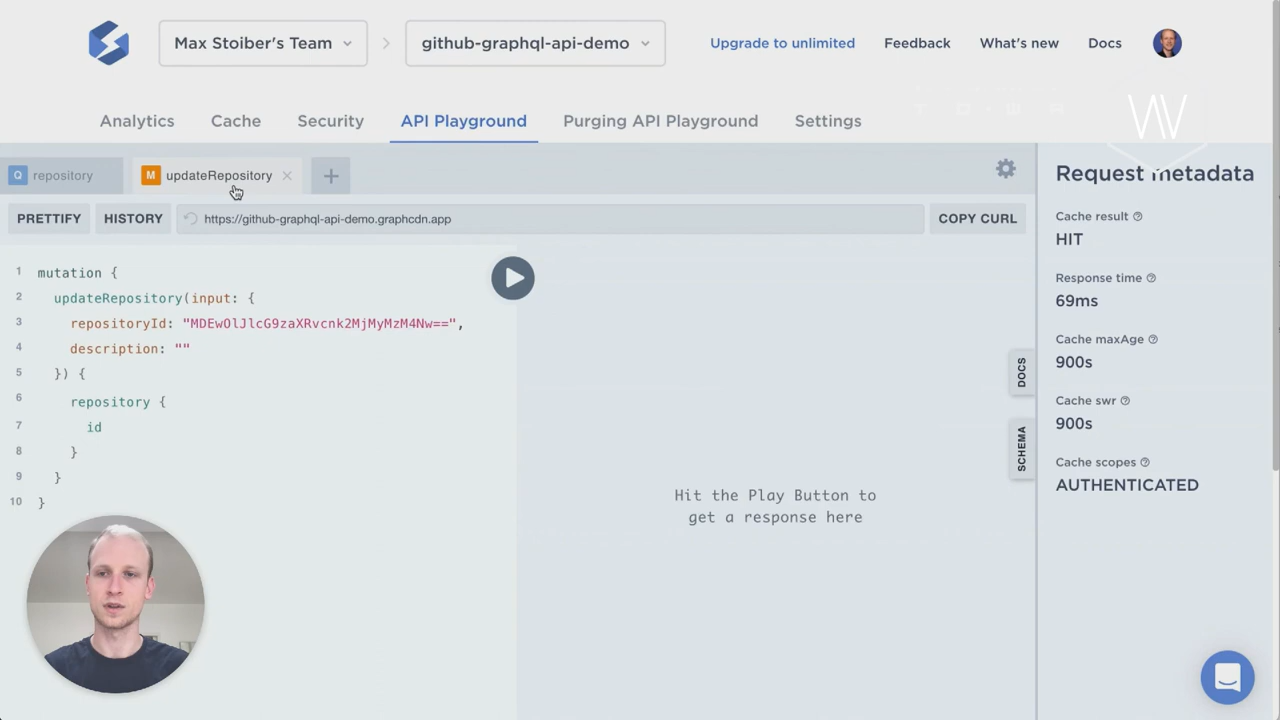 Max Stoiber's Team
github-graphql-api-demo
Upgrade to unlimited
Feedback
What's new
Docs
Analytics
Cache
Security
API Playground
Purging API Playground
Settings
Q repository
M updateRepository
PRETTIFY
HISTORY
https://github-graphql-api-demo.graphcdn.app
COPY CURL
1 mutation {
2 updateRepository(input: {
3 repositoryId: "MDEwOlJlcG9zaXRvcnk2MjMyMzM4Nw==",
4 description: ""
5 }) {
6 repository {
7 id
8 }
9 }
10 }
Hit the Play Button to
get a response here
DOCS
SCHEMA
Request metadata
Cache result
HIT
Response time
69ms
Cache maxAge
900s
Cache swr
900s
Cache scopes
AUTHENTICATED